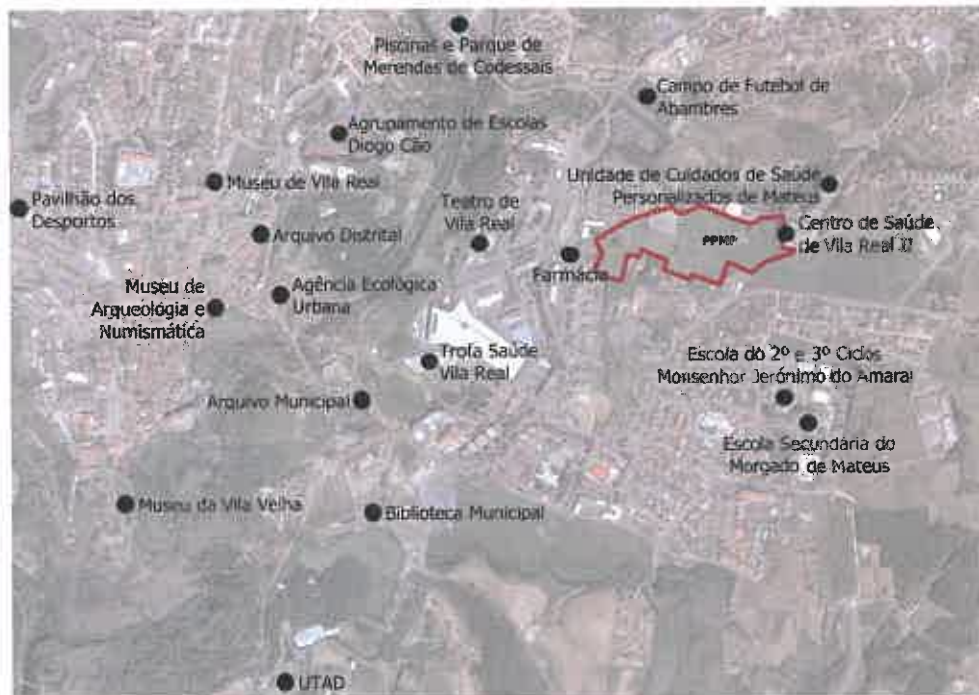 Piscinas e Parque de
Merendas de Codessais
Campo de Futebol de
Abambres
Agrupamento de Escolas
Diogo Cão
Unidade de Cuidados de Saúde
Personalizados de Mateus
Museu de Vila Real
Pavilhão dos
Desportos
Teatro de
Vila Real
Centro de Saúde
de Vila Real II
PPMP
Arquivo Distrital
Farmácia
Agência Ecológica
Urbana
Museu de
Arqueológia e
Numismática
Trofa Saúde
Vila Real
Escola do 2º e 3º Ciclos
Monsenhor Jerónimo do Amaral
Arquivo Municipal
Escola Secundária do
Morgado de Mateus
Museu da Vila Velha
Biblioteca Municipal
UTAD